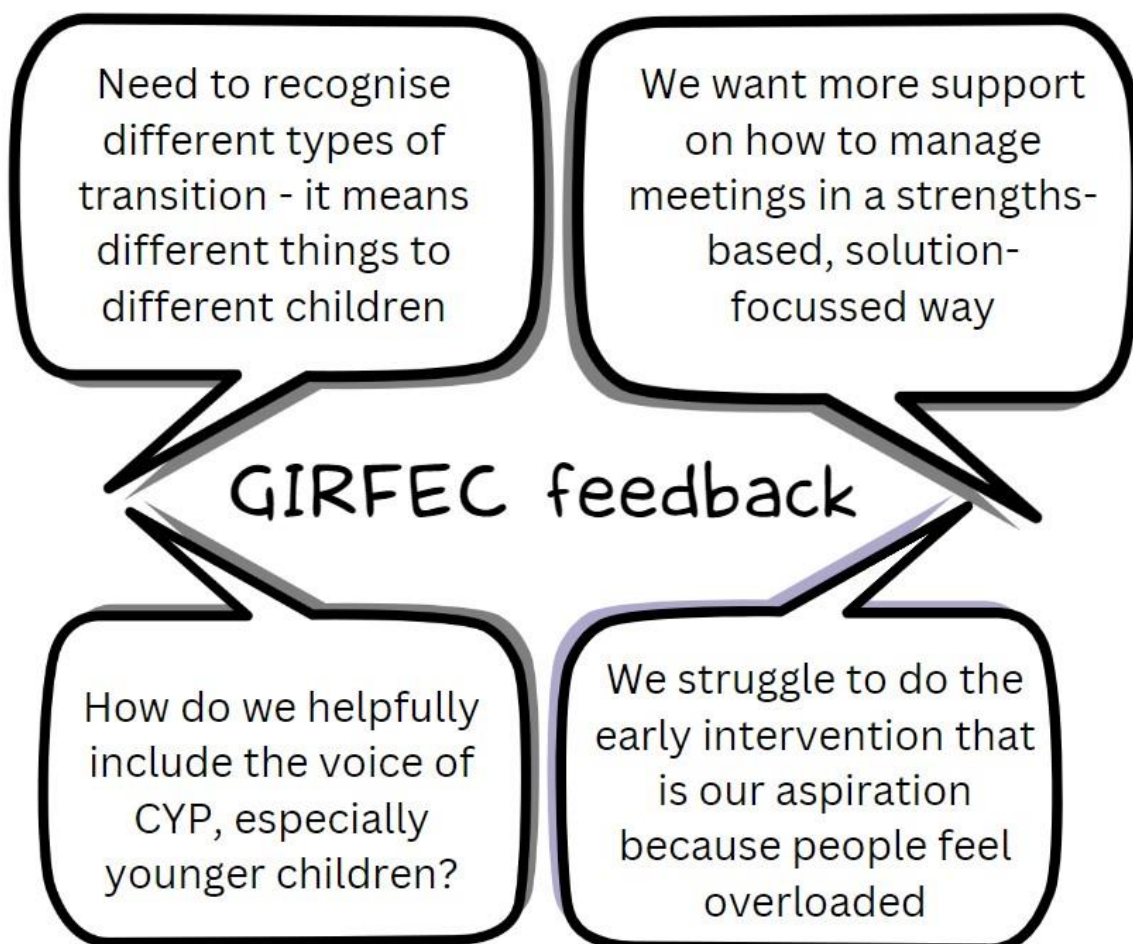 Need to recognise
different types of
transition - it means
different things to
different children
We want more support
on how to manage
meetings in a strengths-
based, solution-
focussed way
GIRFEC feedback
How do we helpfully
include the voice of
CYP, especially
younger children?
We struggle to do the
early intervention that
is our aspiration
because people feel
overloaded